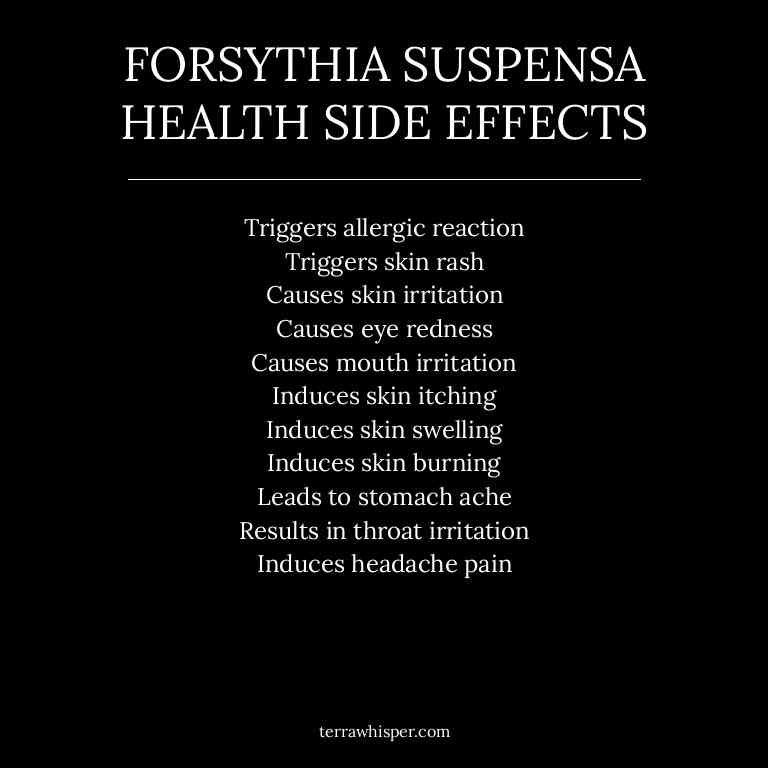 FORSYTHIA SUSPENSA
HEALTH SIDE EFFECTS
Triggers allergic reaction
Triggers skin rash
Causes skin irritation
Causes eye redness
Causes mouth irritation
Induces skin itching
Induces skin swelling
Induces skin burning
Leads to stomach ache
Results in throat irritation
Induces headache pain
terrawhisper.com